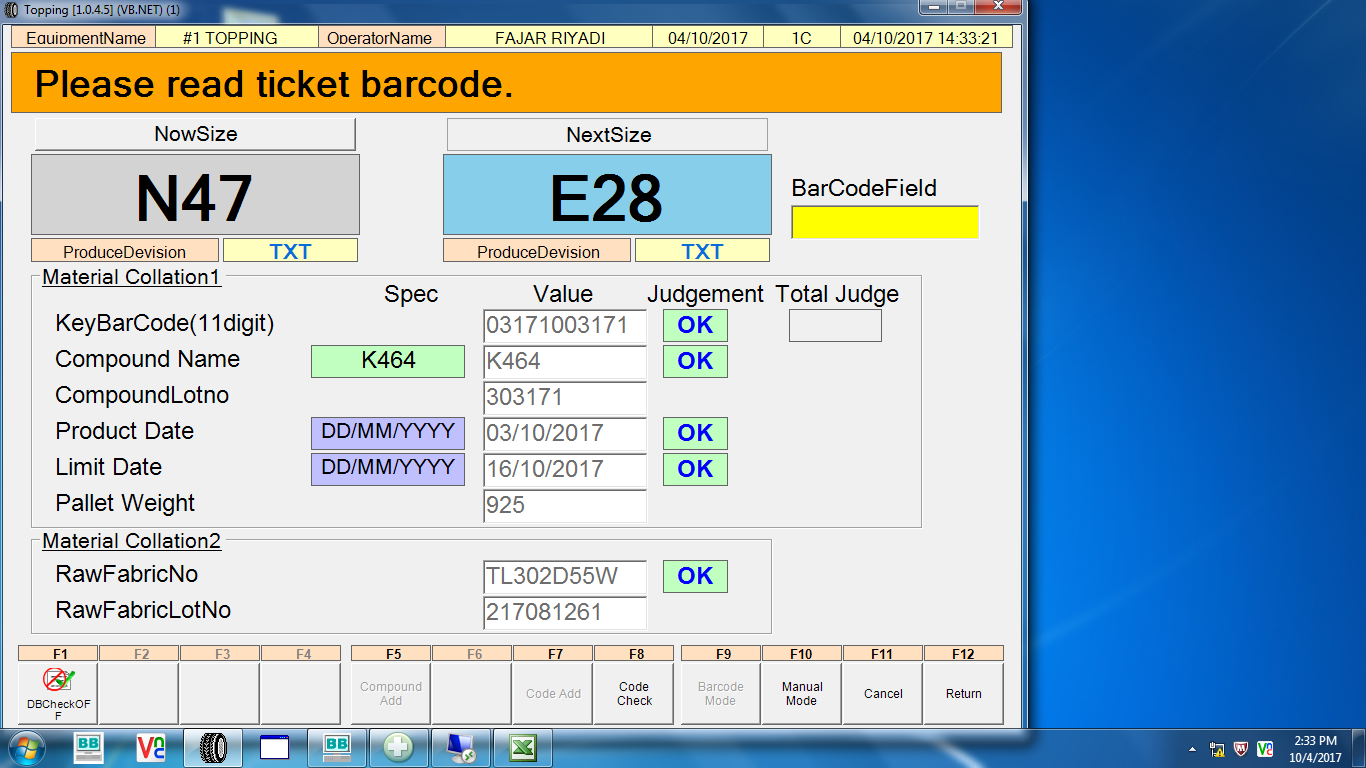 Topping [1.0.4.5] (VB.NET) (1)
EquipmentName #1 TOPPING OperatorName FAJAR RIYADI 04/10/2017 1C 04/10/2017 14:33:21
Please read ticket barcode.
NowSize NextSize
N47 E28
BarCodeField
ProduceDevision TXT ProduceDevision TXT
Material Collation1
Spec Value Judgement Total Judge
KeyBarCode(11digit) 03171003171 OK
Compound Name K464 K464 OK
CompoundLotno 303171
Product Date DD/MM/YYYY 03/10/2017 OK
Limit Date DD/MM/YYYY 16/10/2017 OK
Pallet Weight 925
Material Collation2
RawFabricNo TL302D55W OK
RawFabricLotNo 217081261
F1 F2 F3 F4 F5 F6 F7 F8 F9 F10 F11 F12
DBCheckOF
F
Compound
Add
Code Add
Code
Check
Barcode
Mode
Manual
Mode
Cancel
Return
BB
VNC
BB
2:33 PM
10/4/2017